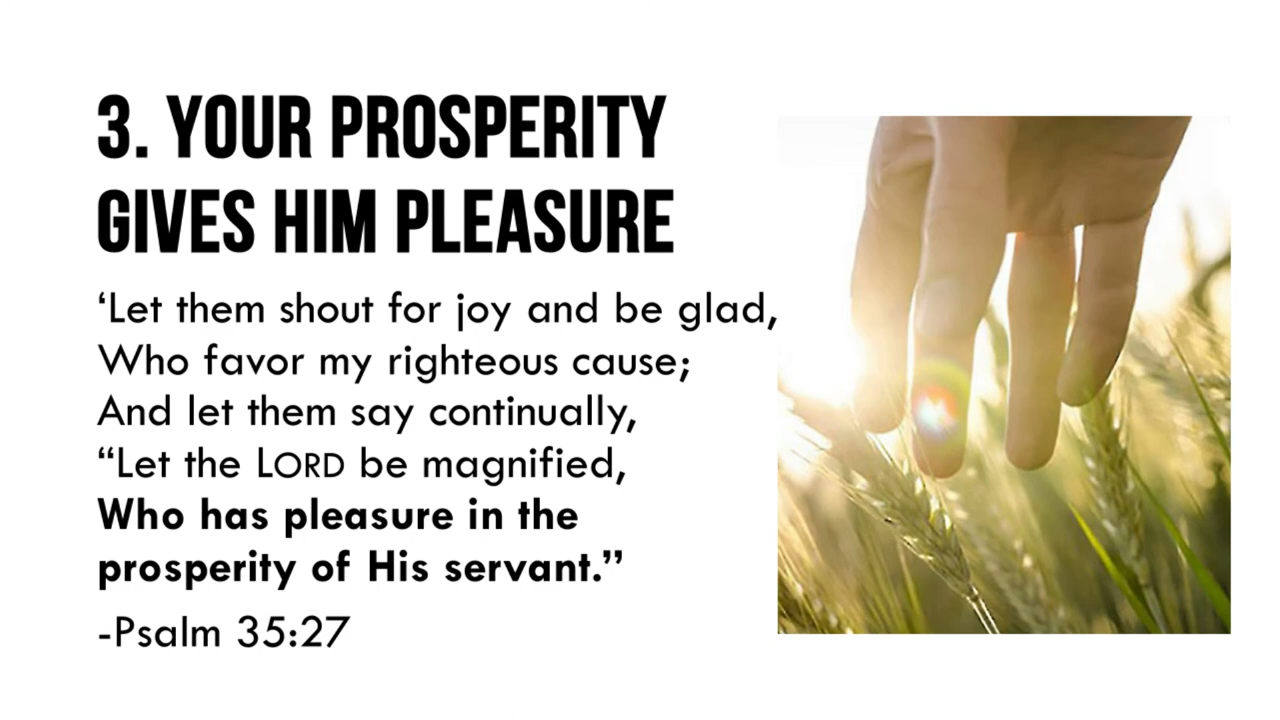 3. YOUR PROSPERITY
GIVES HIM PLEASURE
‘Let them shout for joy and be glad,
Who favor my righteous cause;
And let them say continually,
“Let the LORD be magnified,
Who has pleasure in the
prosperity of His servant.”
-Psalm 35:27